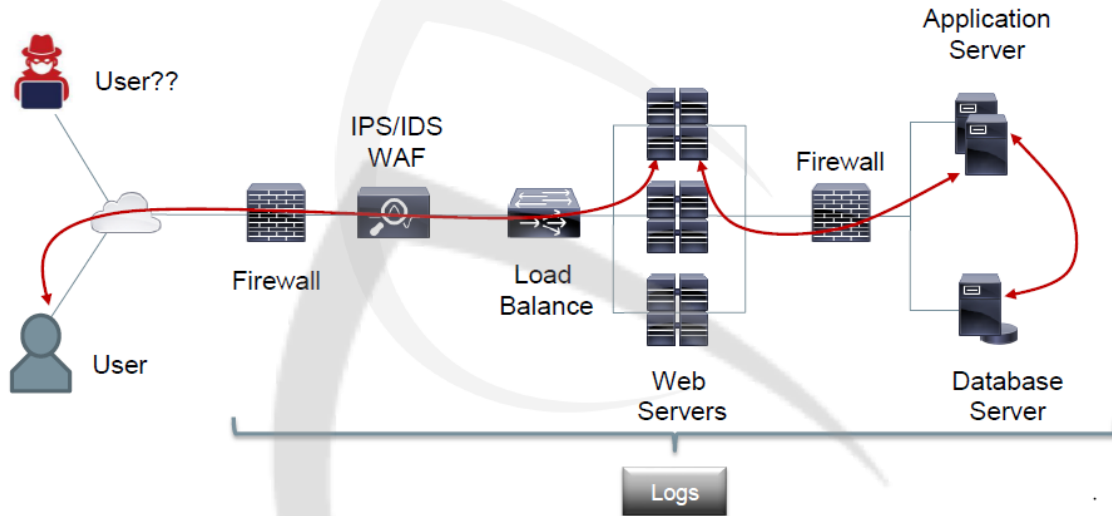 Application
Server
User??
IPS/IDS
WAF
Firewall
Firewall
Load
Balance
User
Web
Servers
Database
Server
Logs
.